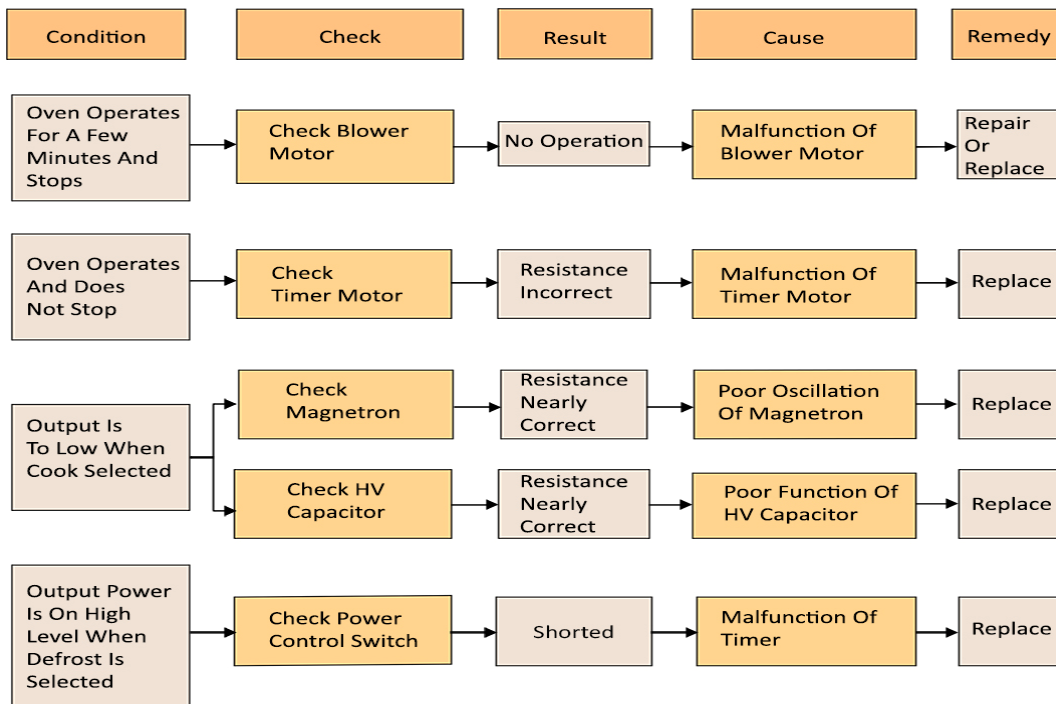 Condition
Check
Result
Cause
Remedy
Oven Operates
For A Few
Minutes And
Stops
Check Blower
Motor
No Operation
Malfunction Of
Blower Motor
Repair
Or
Replace
Oven Operates
And Does
Not Stop
Check
Timer Motor
Resistance
Incorrect
Malfunction Of
Timer Motor
Replace
Output Is
To Low When
Cook Selected
Check
Magnetron
Resistance
Nearly
Correct
Poor Oscillation
Of Magnetron
Replace
Check HV
Capacitor
Resistance
Nearly
Correct
Poor Function Of
HV Capacitor
Replace
Output Power
Is On High
Level When
Defrost Is
Selected
Check Power
Control Switch
Shorted
Malfunction Of
Timer
Replace